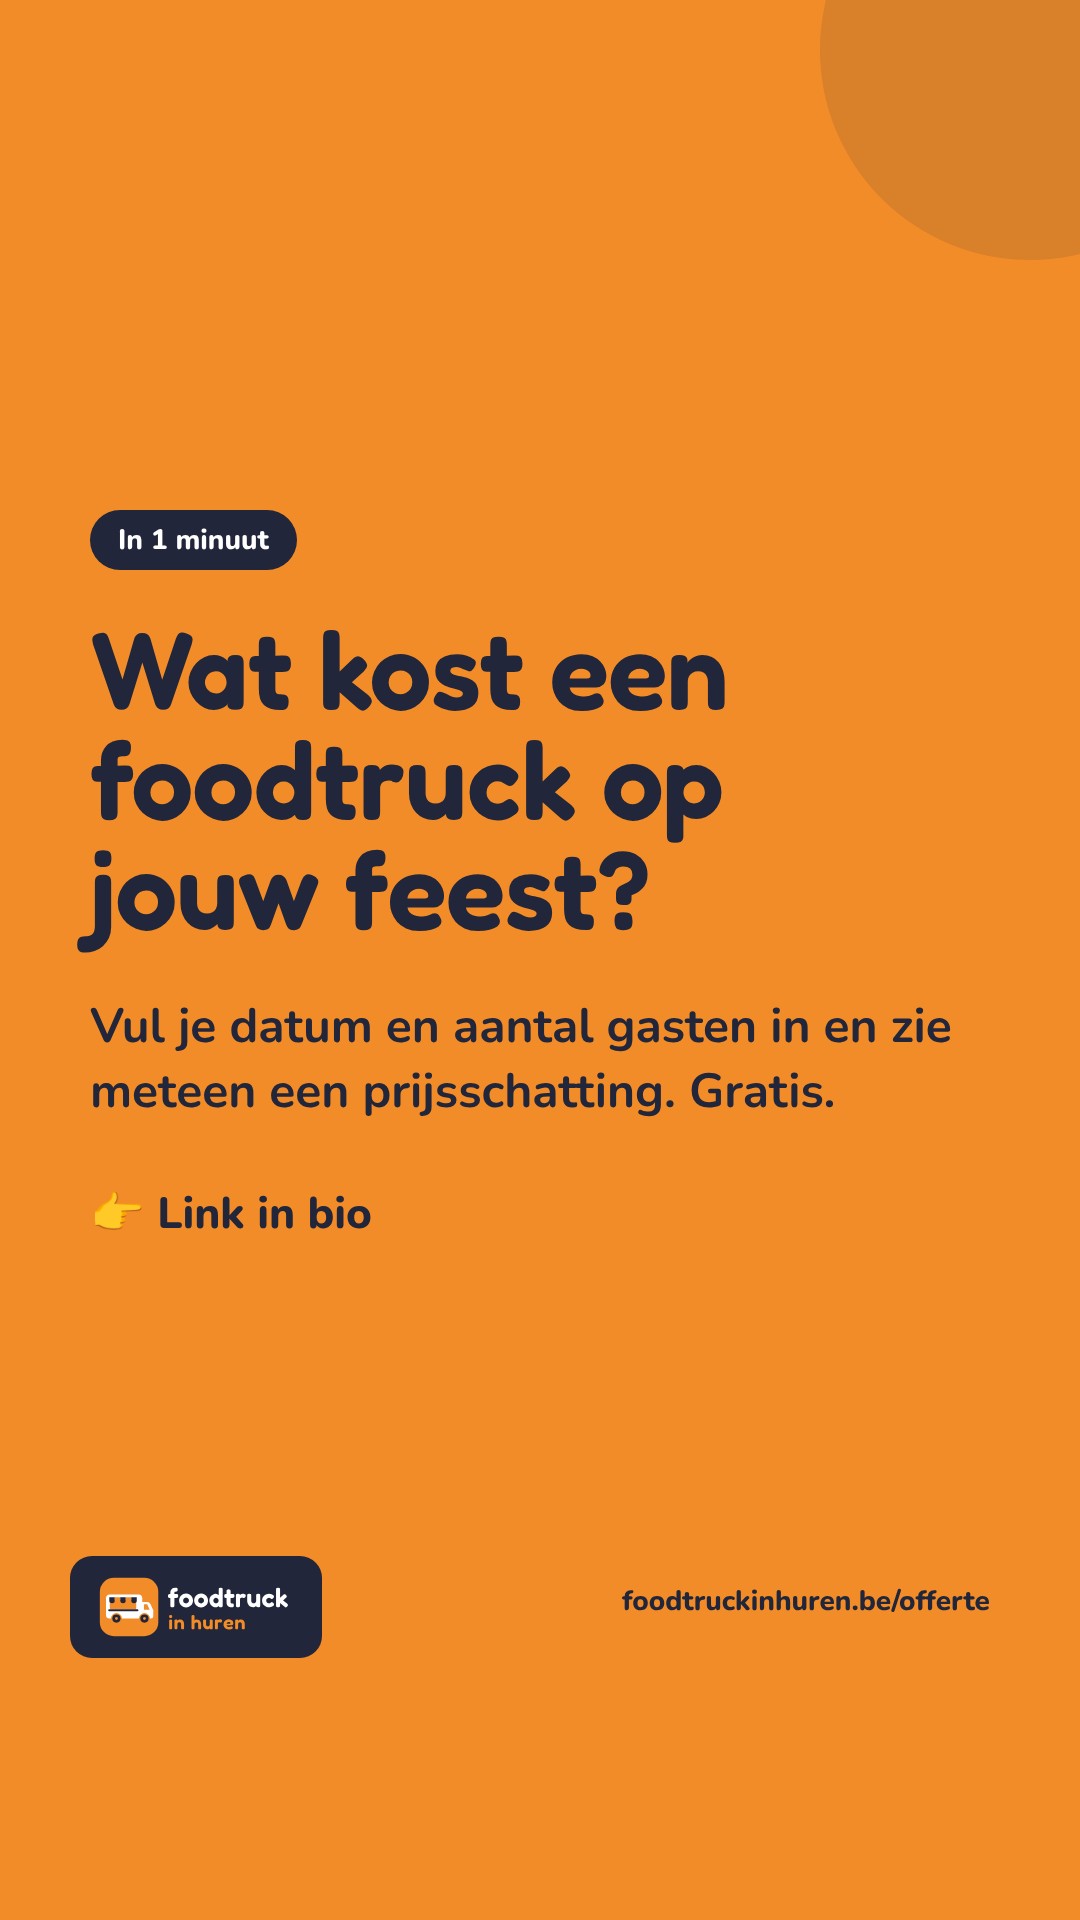 In 1 minuut
Wat kost een
foodtruck op
jouw feest?
Vul je datum en aantal gasten in en zie
meteen een prijsschatting. Gratis.
👉 Link in bio
foodtruck
in huren
foodtruckinhuren.be/offerte